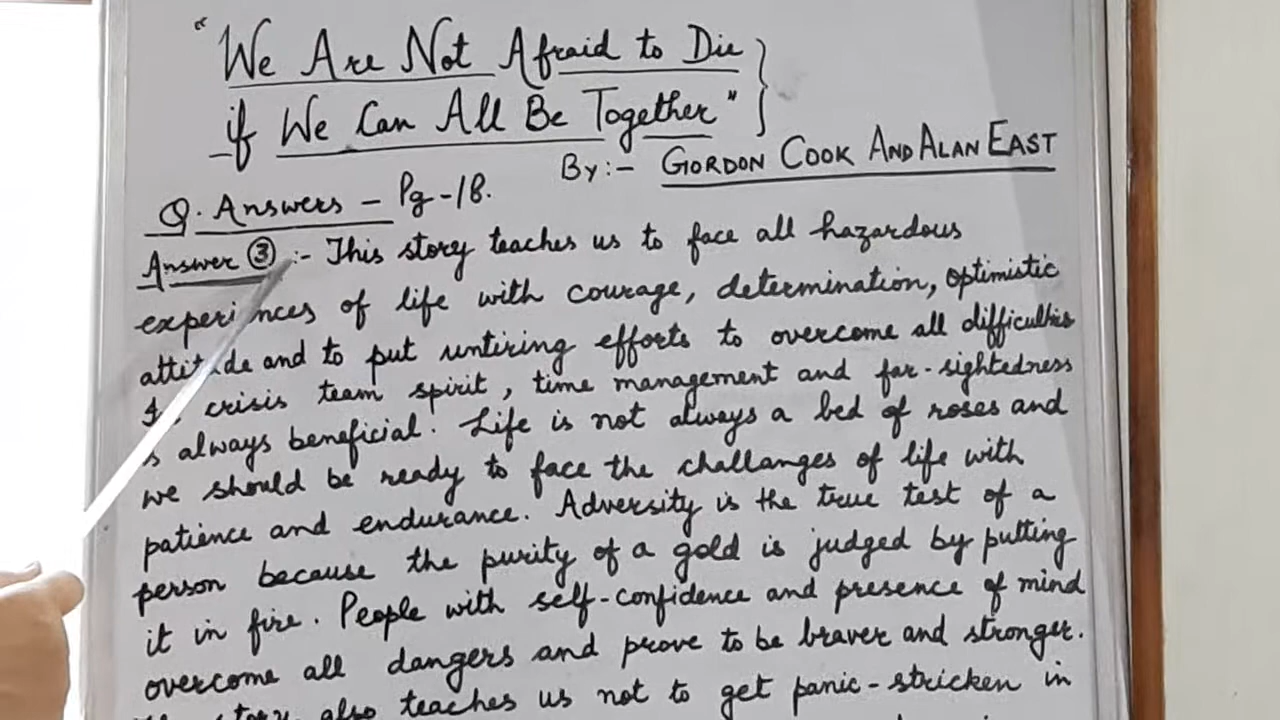 "We Are Not Afraid to Die
if We Can All Be Together"
By:- GORDON COOK AND ALAN EAST
Q. Answers - Pg-18.
Answer ③ :- This story teaches us to face all hazardous
experiences of life with courage, determination, optimistic
attitude and to put untiring efforts to overcome all difficulties
crisis team spirit, time management and far-sightedness
is always beneficial. Life is not always a bed of roses and
we should be ready to face the challanges of life with
patience and endurance. Adversity is the true test of a
person because the purity of a gold is judged by putting
it in fire. People with self-confidence and presence of mind
overcome all dangers and prove to be braver and stronger.
story also teaches us not to get panic-stricken in